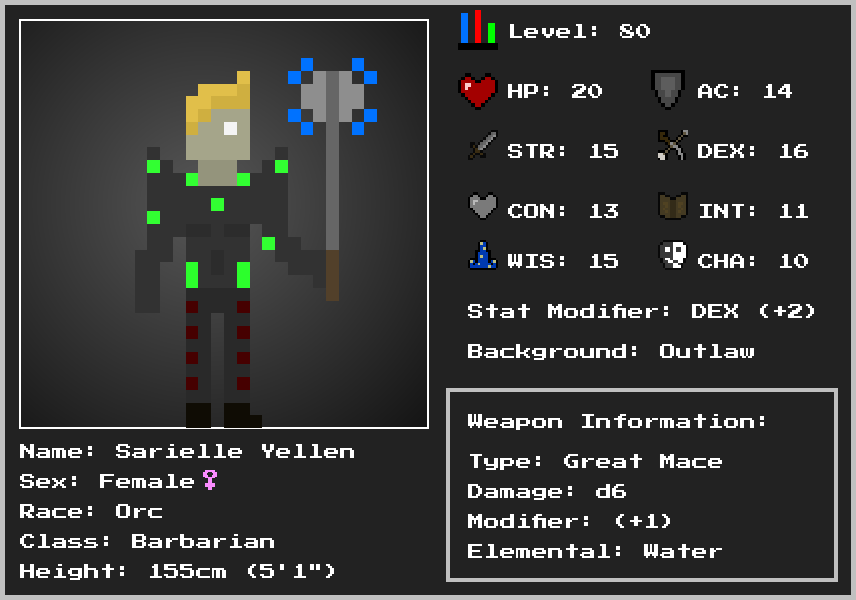 Level: 80
HP: 20
AC: 14
STR: 15
DEX: 16
CON: 13
INT: 11
WIS: 15
CHA: 10
Stat Modifier: DEX (+2)
Background: Outlaw
Weapon Information:
Type: Great Mace
Damage: d6
Modifier: (+1)
Elemental: Water
Name: Sarielle Yellen
Sex: Female♀
Race: Orc
Class: Barbarian
Height: 155cm (5'1")